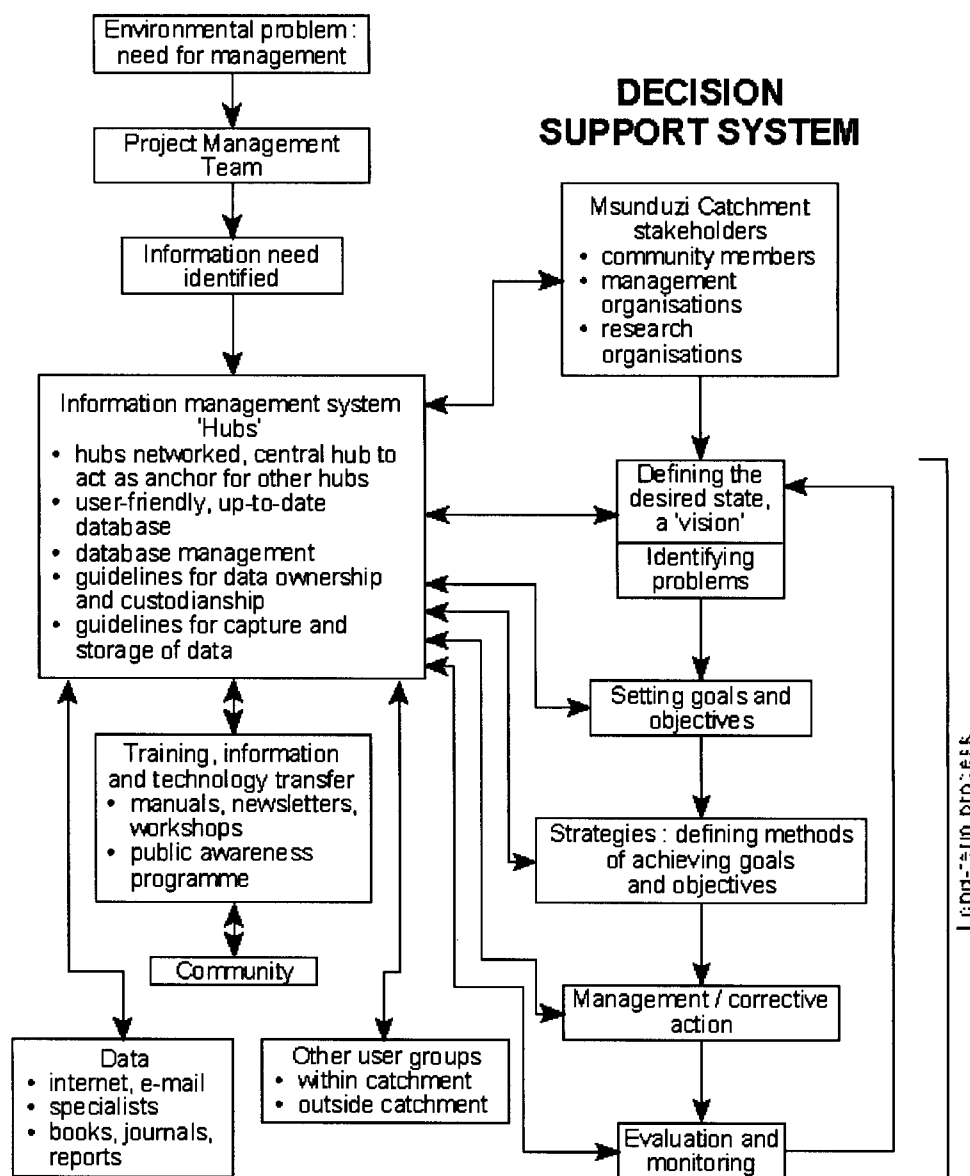 Environmental problem :
need for management
Project Management
Team
Information need
identified
Information management system
'Hubs'
• hubs networked, central hub to
act as anchor for other hubs
• user-friendly, up-to-date
database
• database management
• guidelines for data ownership
and custodianship
• guidelines for capture and
storage of data
Training, information
and technology transfer
• manuals, newsletters,
workshops
• public awareness
programme
Community
Data
• internet, e-mail
• specialists
• books, journals,
reports
Other user groups
• within catchment
• outside catchment
DECISION
SUPPORT SYSTEM
Msunduzi Catchment
stakeholders
• community members
• management
organisations
• research
organisations
Defining the
desired state,
a 'vision'
Identifying
problems
Setting goals and
objectives
Strategies : defining methods
of achieving goals
and objectives
Management / corrective
action
Evaluation and
monitoring